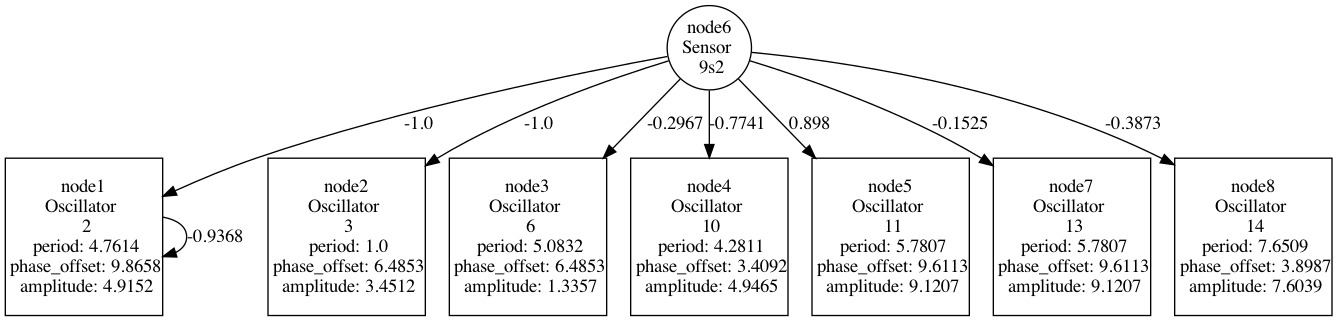 node6
Sensor
9s2
-1.0
-1.0
-0.2967
-0.7741
0.898
-0.1525
-0.3873
node1
Oscillator
2
period: 4.7614
phase_offset: 9.8658
amplitude: 4.9152
-0.9368
node2
Oscillator
3
period: 1.0
phase_offset: 6.4853
amplitude: 3.4512
node3
Oscillator
6
period: 5.0832
phase_offset: 6.4853
amplitude: 1.3357
node4
Oscillator
10
period: 4.2811
phase_offset: 3.4092
amplitude: 4.9465
node5
Oscillator
11
period: 5.7807
phase_offset: 9.6113
amplitude: 9.1207
node7
Oscillator
13
period: 5.7807
phase_offset: 9.6113
amplitude: 9.1207
node8
Oscillator
14
period: 7.6509
phase_offset: 3.8987
amplitude: 7.6039